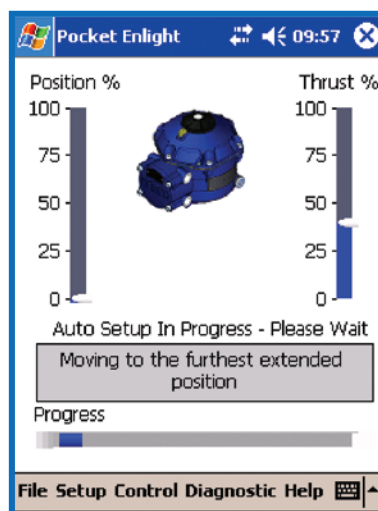 Pocket Enlight 09:57
Position % Thrust %
100 100
75 75
50 50
25 25
0 0
Auto Setup In Progress - Please Wait
Moving to the furthest extended
position
Progress
File Setup Control Diagnostic Help